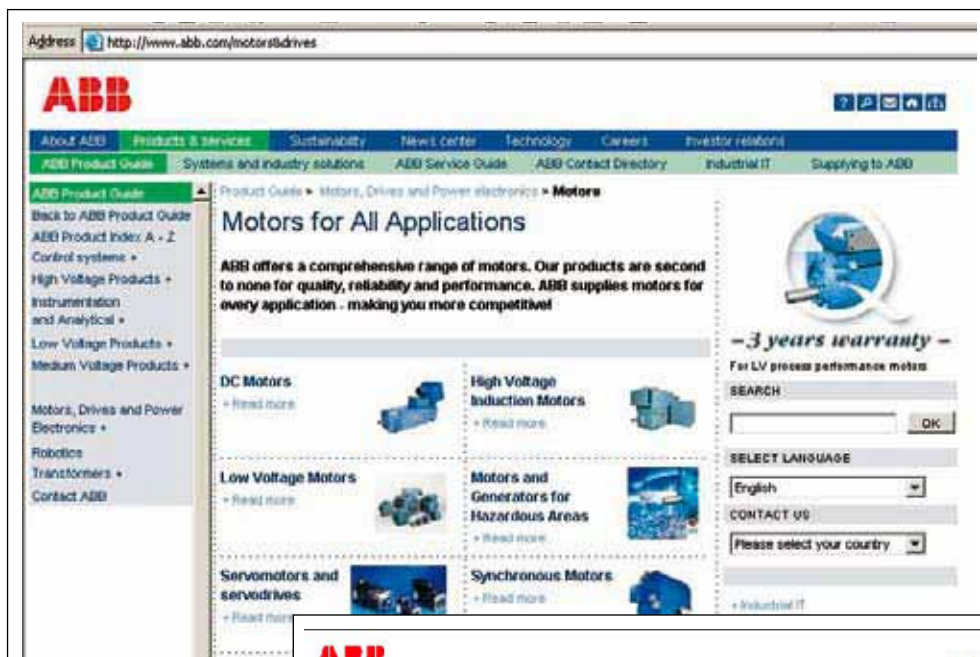 Address http://www.abb.com/motors&drives
ABB
About ABB Products & services Sustainability News center Technology Careers Investor relations
ABB Product Guide Systems and industry solutions ABB Service Guide ABB Contact Directory Industrial IT Supplying to ABB
ABB Product Guide
Back to ABB Product Guide
ABB Product Index A - Z
Control systems +
High Voltage Products +
Instrumentation
and Analytical +
Low Voltage Products +
Medium Voltage Products +
Motors, Drives and Power
Electronics +
Robotics
Transformers +
Contact ABB
Product Guide » Motors, Drives and Power electronics » Motors
Motors for All Applications
ABB offers a comprehensive range of motors. Our products are second
to none for quality, reliability and performance. ABB supplies motors for
every application - making you more competitive!
DC Motors
+ Read more
High Voltage
Induction Motors
+ Read more
Low Voltage Motors
+ Read more
Motors and
Generators for
Hazardous Areas
+ Read more
Servomotors and
servodrives
+ Read more
Synchronous Motors
+ Read more
Q
– 3 years warranty –
For LV process performance motors
SEARCH
OK
SELECT LANGUAGE
English
CONTACT US
Please select your country
+ Industrial IT
ABB